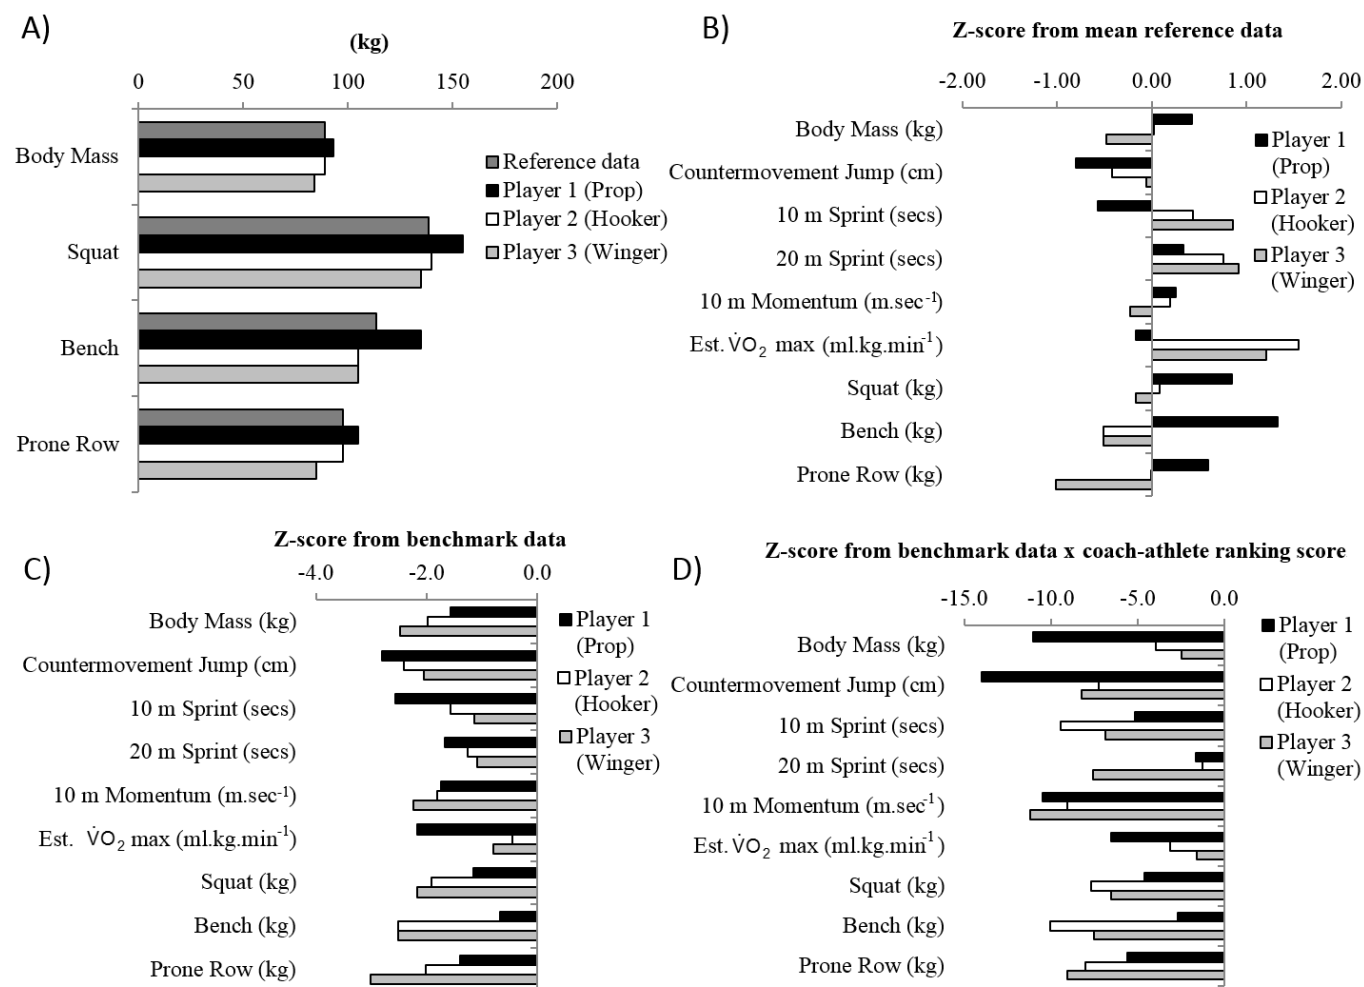 A)
(kg)
0 50 100 150 200
Body Mass
Squat
Bench
Prone Row
Reference data
Player 1 (Prop)
Player 2 (Hooker)
Player 3 (Winger)
B)
Z-score from mean reference data
-2.00 -1.00 0.00 1.00 2.00
Body Mass (kg)
Countermovement Jump (cm)
10 m Sprint (secs)
20 m Sprint (secs)
10 m Momentum (m.sec⁻¹)
Est. V̇O₂ max (ml.kg.min⁻¹)
Squat (kg)
Bench (kg)
Prone Row (kg)
Player 1
(Prop)
Player 2
(Hooker)
Player 3
(Winger)
C)
Z-score from benchmark data
-4.0 -2.0 0.0
Body Mass (kg)
Countermovement Jump (cm)
10 m Sprint (secs)
20 m Sprint (secs)
10 m Momentum (m.sec⁻¹)
Est. V̇O₂ max (ml.kg.min⁻¹)
Squat (kg)
Bench (kg)
Prone Row (kg)
Player 1
(Prop)
Player 2
(Hooker)
Player 3
(Winger)
D)
Z-score from benchmark data x coach-athlete ranking score
-15.0 -10.0 -5.0 0.0
Body Mass (kg)
Countermovement Jump (cm)
10 m Sprint (secs)
20 m Sprint (secs)
10 m Momentum (m.sec⁻¹)
Est. V̇O₂ max (ml.kg.min⁻¹)
Squat (kg)
Bench (kg)
Prone Row (kg)
Player 1
(Prop)
Player 2
(Hooker)
Player 3
(Winger)